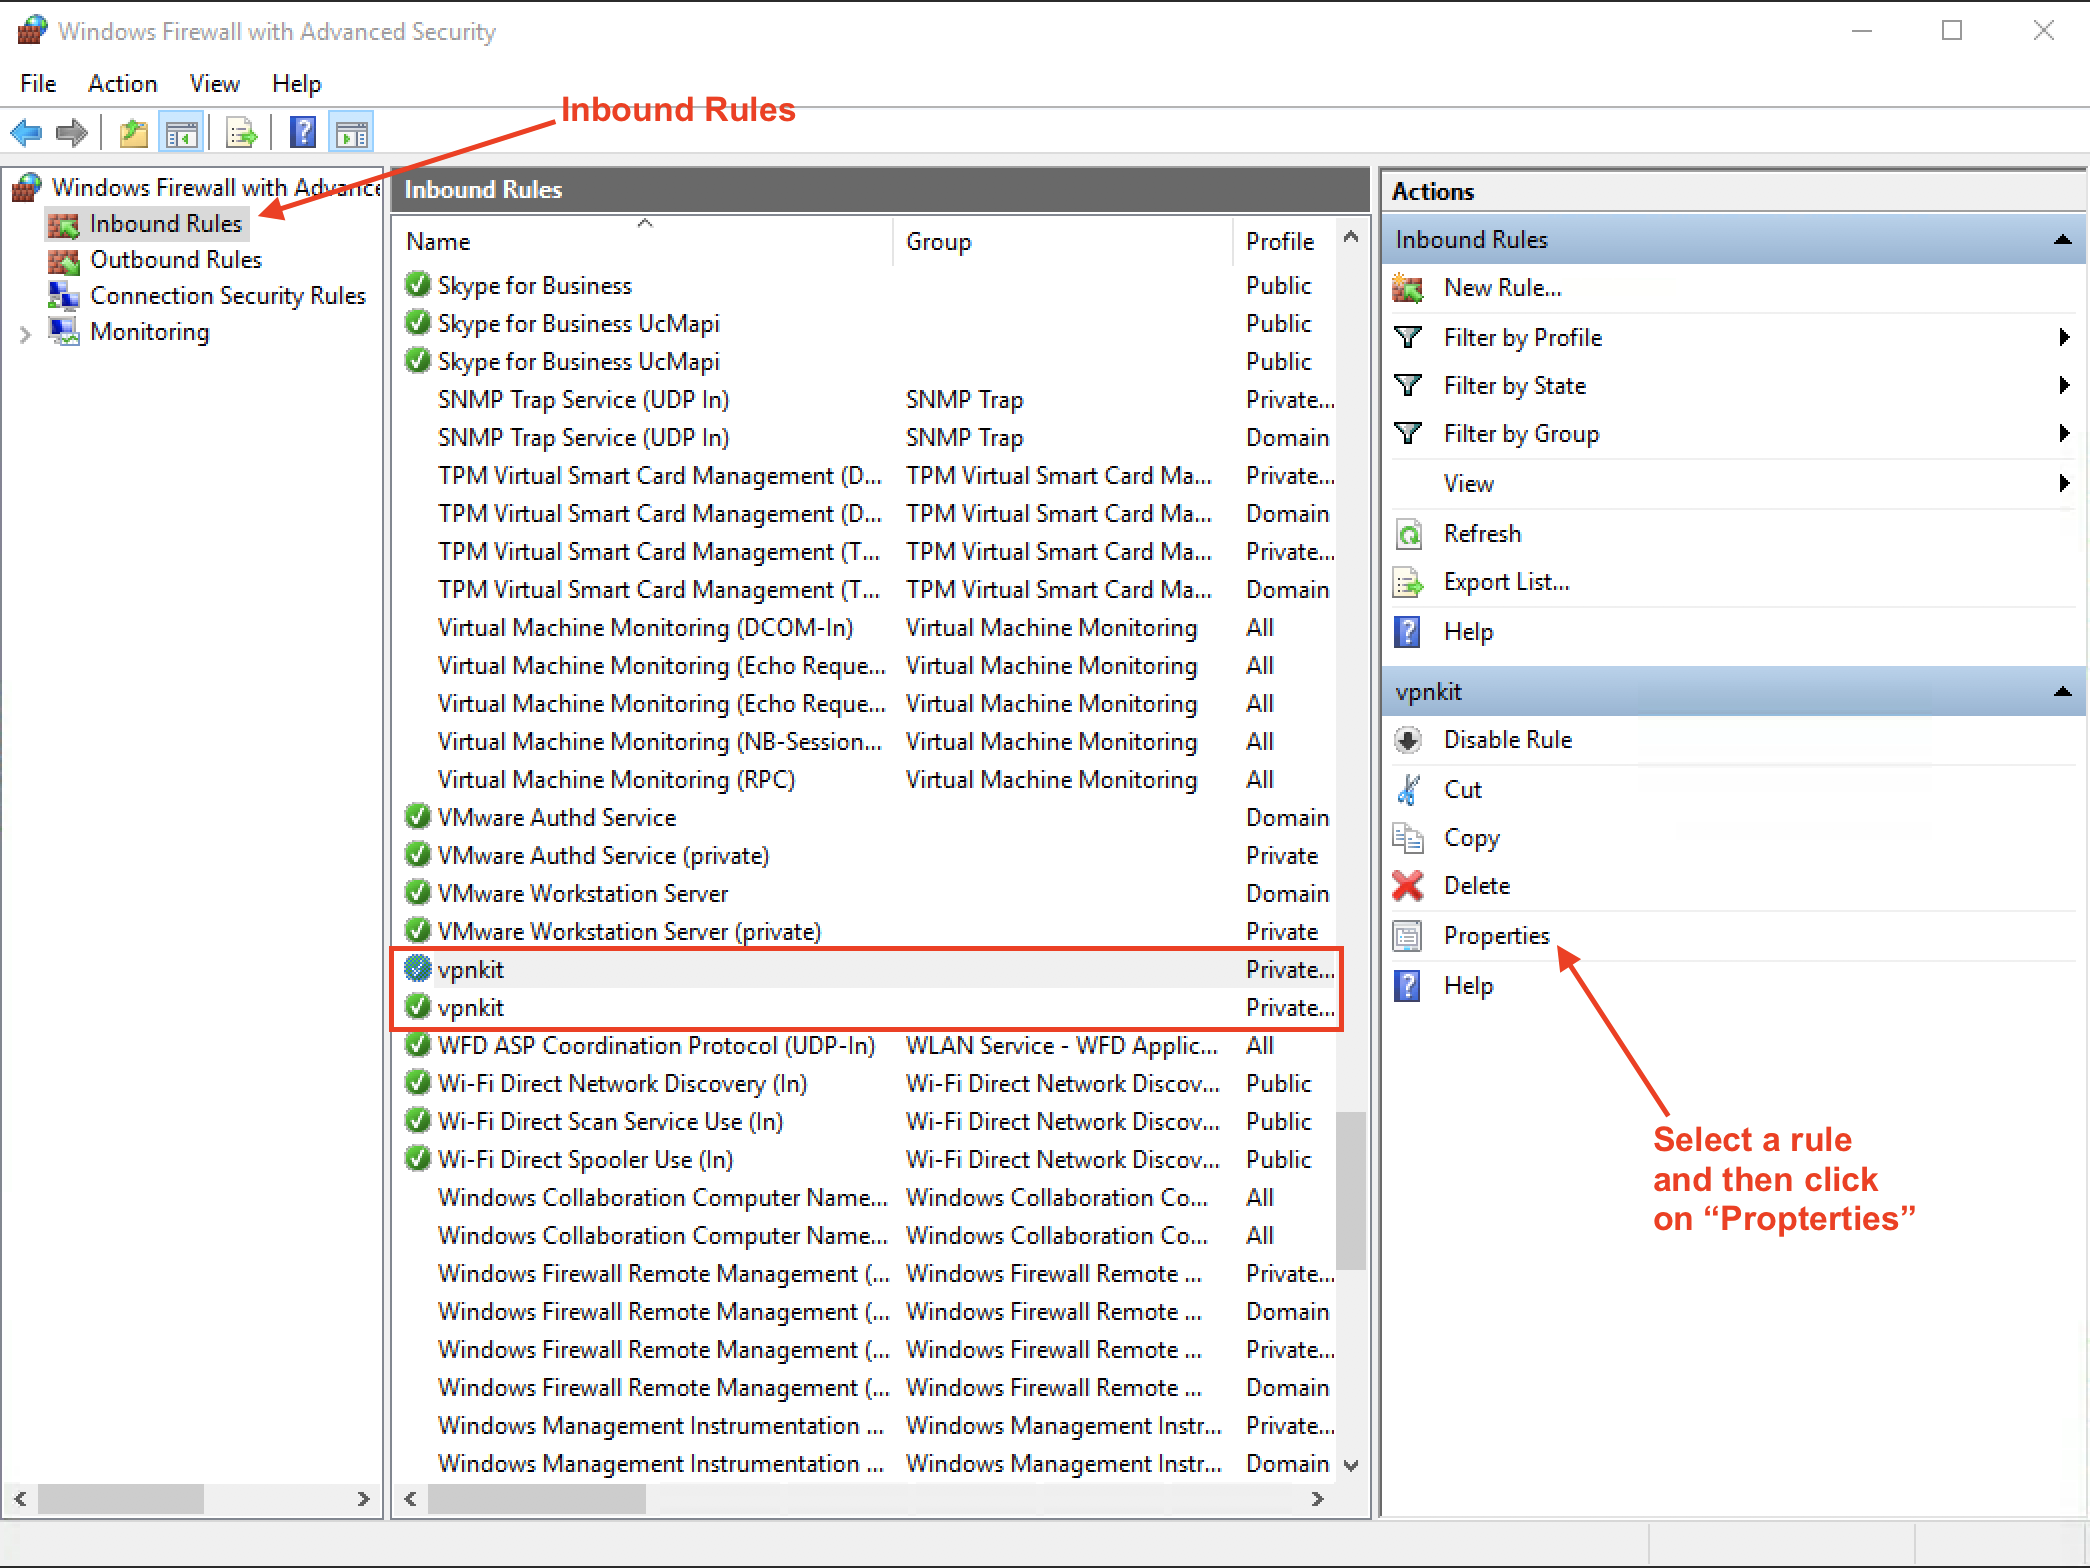 Windows Firewall with Advanced Security
File Action View Help
Inbound Rules
Windows Firewall with Advance
Inbound Rules
Outbound Rules
Connection Security Rules
Monitoring
Inbound Rules
Name Group Profile
Skype for Business Public
Skype for Business UcMapi Public
Skype for Business UcMapi Public
SNMP Trap Service (UDP In) SNMP Trap Private...
SNMP Trap Service (UDP In) SNMP Trap Domain
TPM Virtual Smart Card Management (D... TPM Virtual Smart Card Ma... Private...
TPM Virtual Smart Card Management (D... TPM Virtual Smart Card Ma... Domain
TPM Virtual Smart Card Management (T... TPM Virtual Smart Card Ma... Private...
TPM Virtual Smart Card Management (T... TPM Virtual Smart Card Ma... Domain
Virtual Machine Monitoring (DCOM-In) Virtual Machine Monitoring All
Virtual Machine Monitoring (Echo Reque... Virtual Machine Monitoring All
Virtual Machine Monitoring (Echo Reque... Virtual Machine Monitoring All
Virtual Machine Monitoring (NB-Session... Virtual Machine Monitoring All
Virtual Machine Monitoring (RPC) Virtual Machine Monitoring All
VMware Authd Service Domain
VMware Authd Service (private) Private
VMware Workstation Server Domain
VMware Workstation Server (private) Private
vpnkit Private...
vpnkit Private...
WFD ASP Coordination Protocol (UDP-In) WLAN Service - WFD Applic... All
Wi-Fi Direct Network Discovery (In) Wi-Fi Direct Network Discov... Public
Wi-Fi Direct Scan Service Use (In) Wi-Fi Direct Network Discov... Public
Wi-Fi Direct Spooler Use (In) Wi-Fi Direct Network Discov... Public
Windows Collaboration Computer Name... Windows Collaboration Co... All
Windows Collaboration Computer Name... Windows Collaboration Co... All
Windows Firewall Remote Management (... Windows Firewall Remote ... Private...
Windows Firewall Remote Management (... Windows Firewall Remote ... Domain
Windows Firewall Remote Management (... Windows Firewall Remote ... Private...
Windows Firewall Remote Management (... Windows Firewall Remote ... Domain
Windows Management Instrumentation ... Windows Management Instr... Private...
Windows Management Instrumentation ... Windows Management Instr... Domain
Actions
Inbound Rules
New Rule...
Filter by Profile
Filter by State
Filter by Group
View
Refresh
Export List...
Help
vpnkit
Disable Rule
Cut
Copy
Delete
Properties
Help
Select a rule
and then click
on “Propterties”